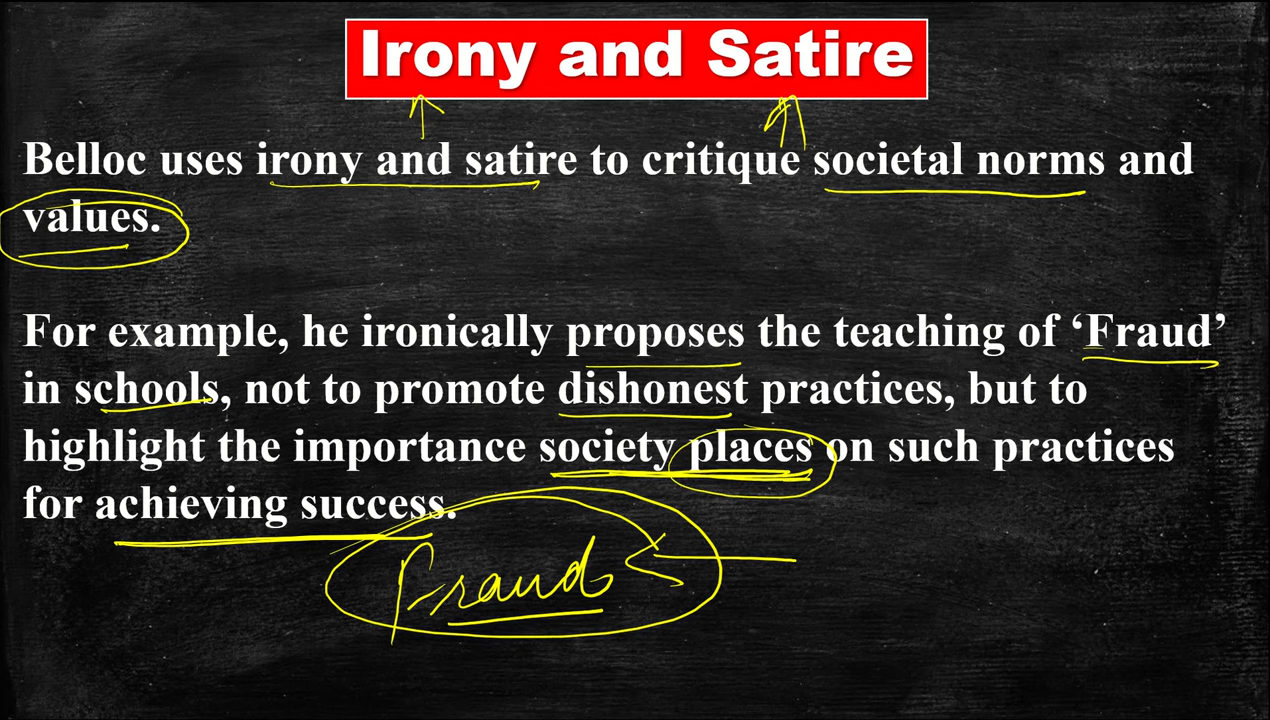 Irony and Satire
Belloc uses irony and satire to critique societal norms and
values.
For example, he ironically proposes the teaching of ‘Fraud’
in schools, not to promote dishonest practices, but to
highlight the importance society places on such practices
for achieving success.
Fraud